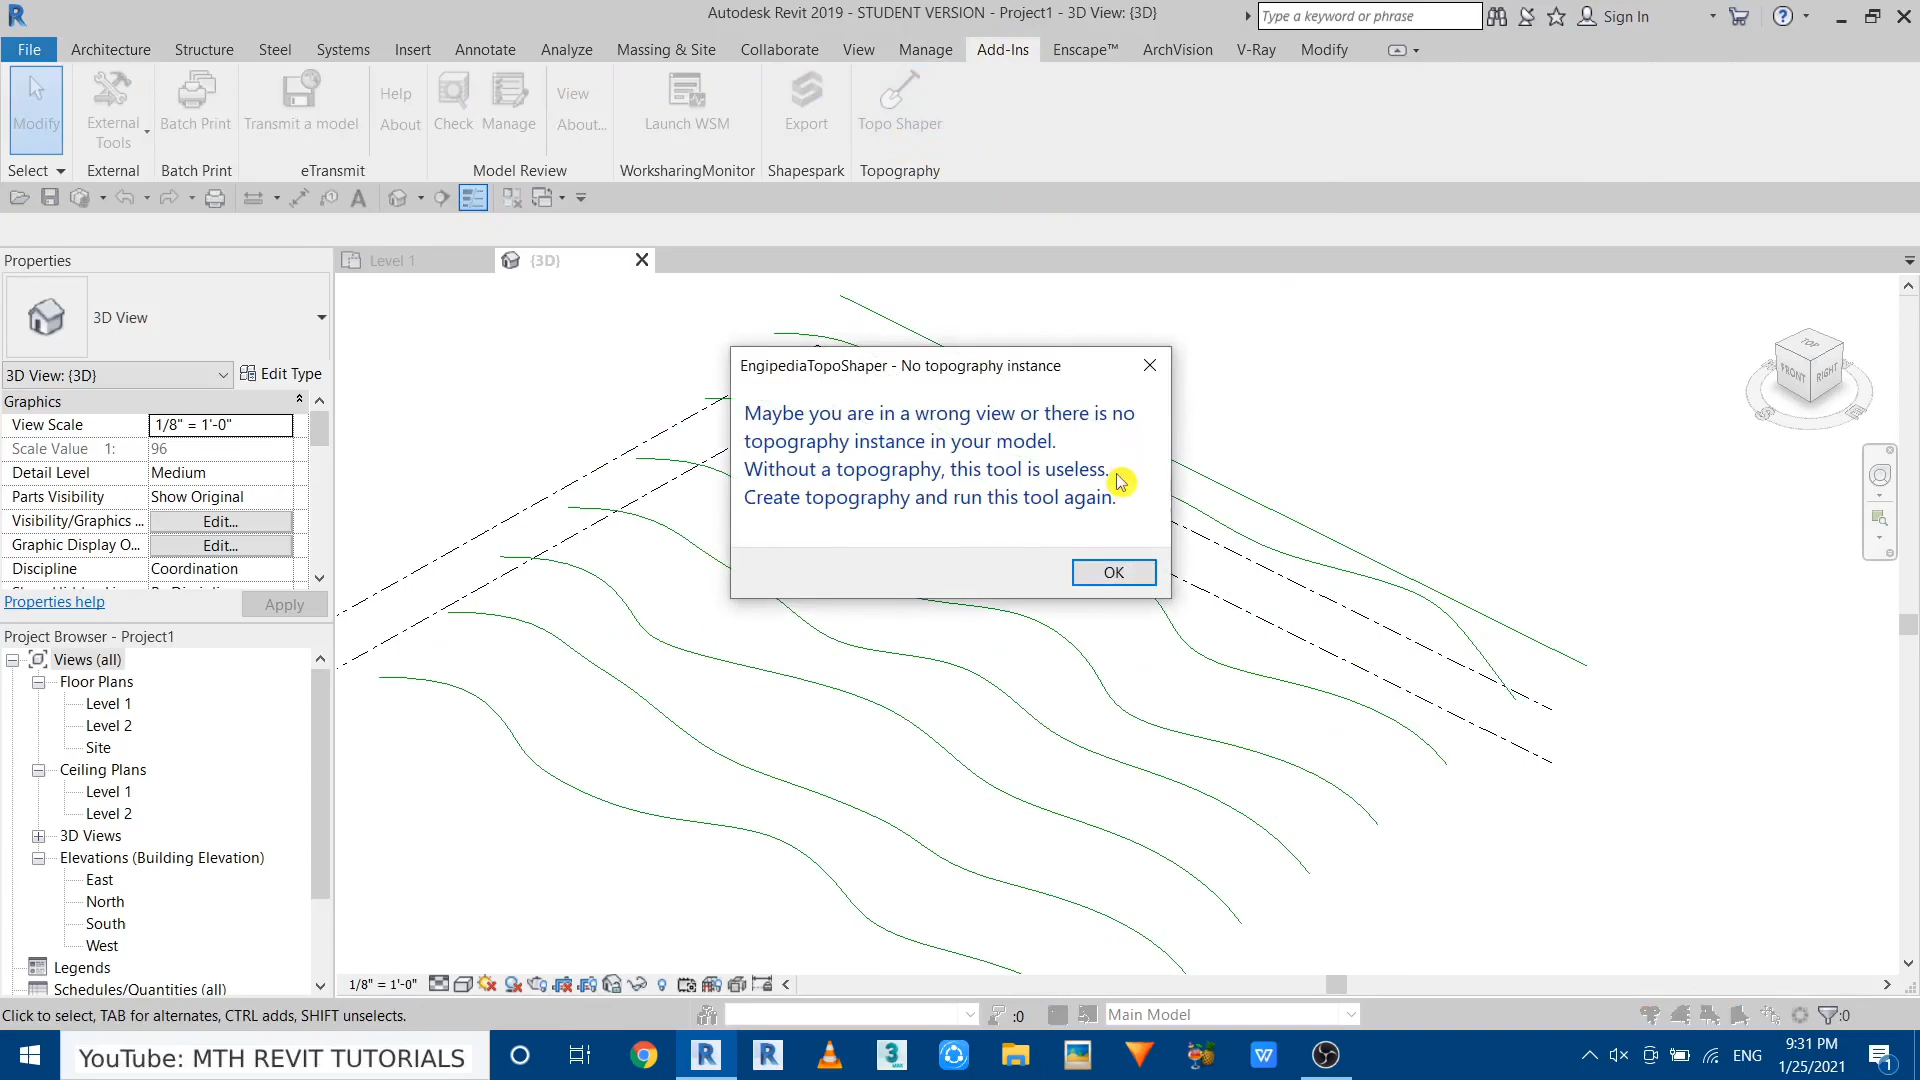 Autodesk Revit 2019 - STUDENT VERSION - Project1 - 3D View: {3D}
Type a keyword or phrase
Sign In
File Architecture Structure Steel Systems Insert Annotate Analyze Massing & Site Collaborate View Manage Add-Ins Enscape™ ArchVision V-Ray Modify
Modify
External
Tools
Batch Print
Transmit a model
Help
About
Check
Manage
View
About...
Launch WSM
Export
Topo Shaper
Select External Batch Print eTransmit Model Review WorksharingMonitor Shapespark Topography
Properties
Level 1
{3D}
3D View
3D View: {3D}
Edit Type
Graphics
View Scale 1/8" = 1'-0"
Scale Value 1: 96
Detail Level Medium
Parts Visibility Show Original
Visibility/Graphics ... Edit...
Graphic Display O... Edit...
Discipline Coordination
Properties help
Apply
Project Browser - Project1
Views (all)
Floor Plans
Level 1
Level 2
Site
Ceiling Plans
Level 1
Level 2
3D Views
Elevations (Building Elevation)
East
North
South
West
Legends
Schedules/Quantities (all)
EngipediaTopoShaper - No topography instance
Maybe you are in a wrong view or there is no
topography instance in your model.
Without a topography, this tool is useless.
Create topography and run this tool again.
OK
TOP
FRONT
RIGHT
1/8" = 1'-0"
Click to select, TAB for alternates, CTRL adds, SHIFT unselects.
:0
Main Model
:0
YouTube: MTH REVIT TUTORIALS
ENG
9:31 PM
1/25/2021
1